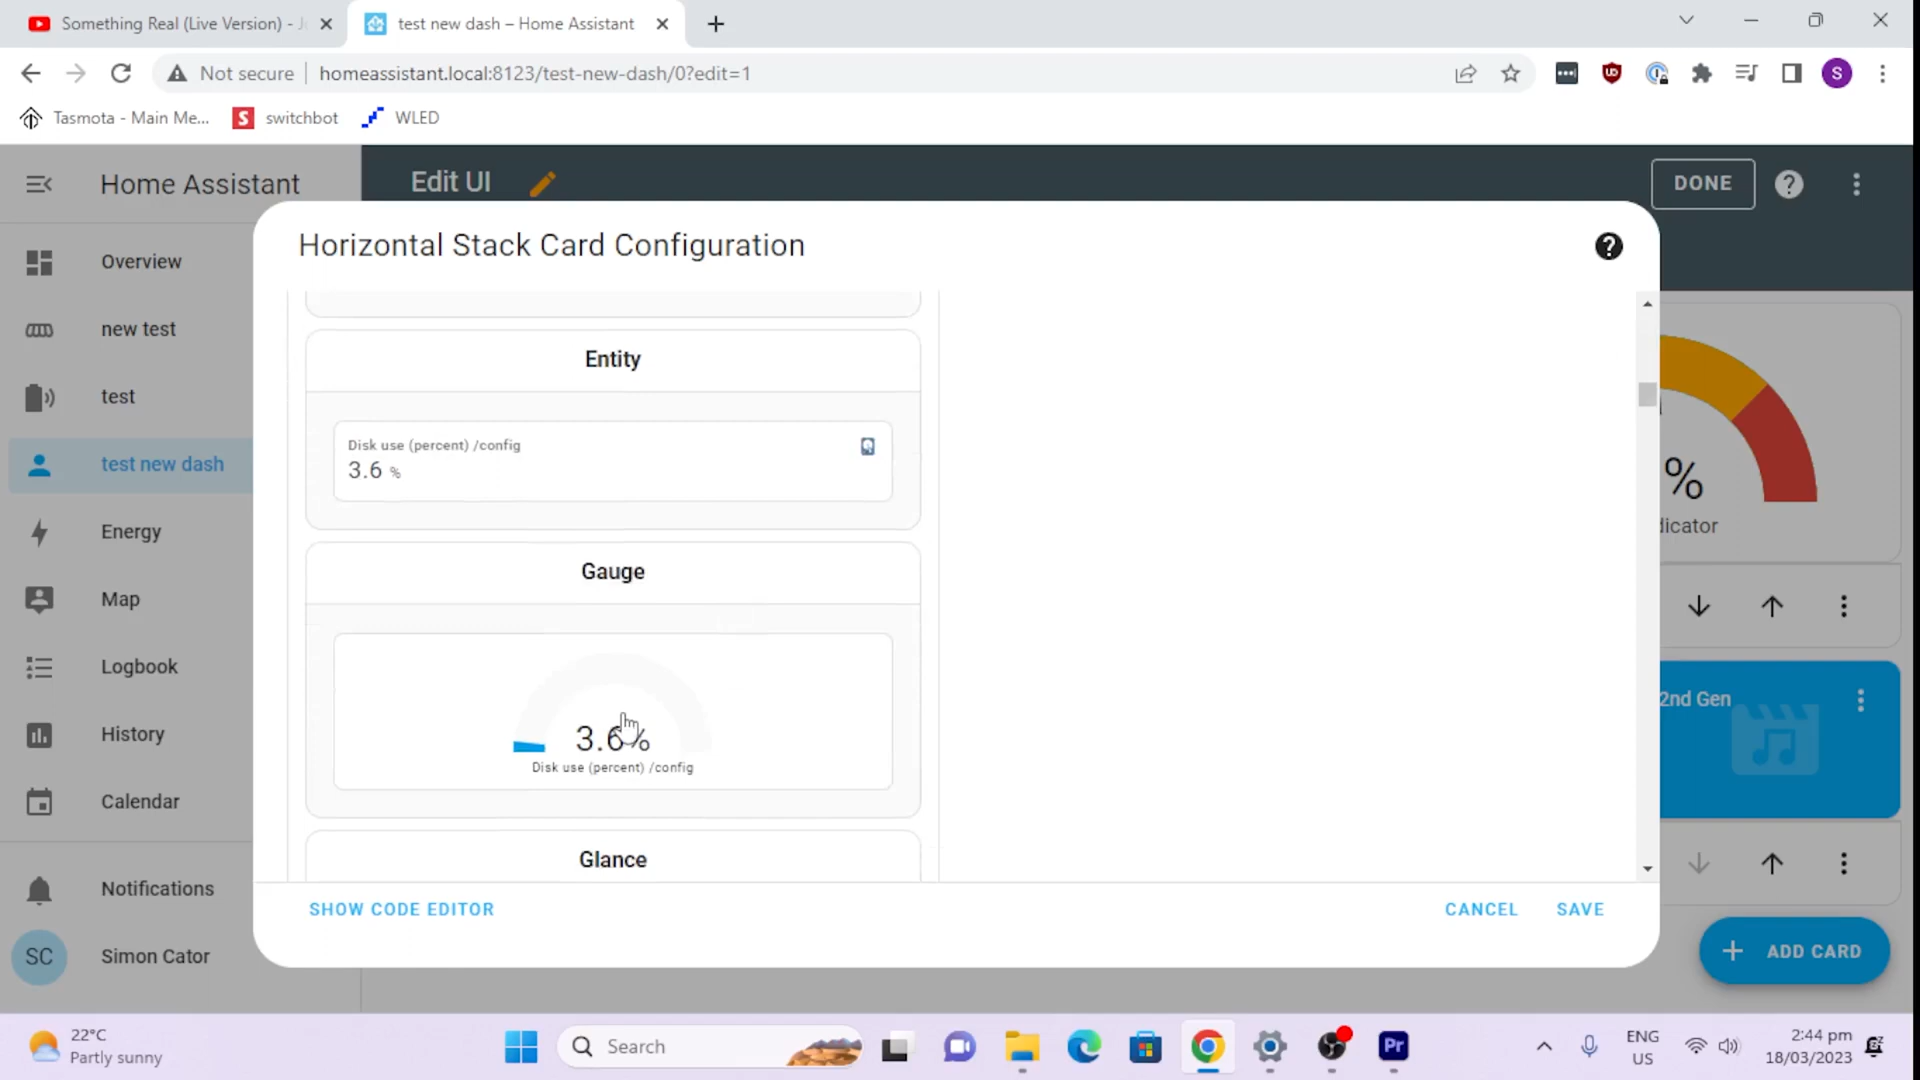 Something Real (Live Version) -
test new dash – Home Assistant
Not secure
homeassistant.local:8123/test-new-dash/0?edit=1
S
Tasmota - Main Me...
S
switchbot
WLED
Home Assistant
Edit UI
DONE
Horizontal Stack Card Configuration
Overview
new test
test
test new dash
Energy
Map
Logbook
History
Calendar
Notifications
SC
Simon Cator
Entity
Disk use (percent) /config
3.6 %
Gauge
3.6%
Disk use (percent) /config
Glance
%
dicator
2nd Gen
SHOW CODE EDITOR
CANCEL
SAVE
ADD CARD
22°C
Partly sunny
Search
Pr
ENG
US
2:44 pm
18/03/2023